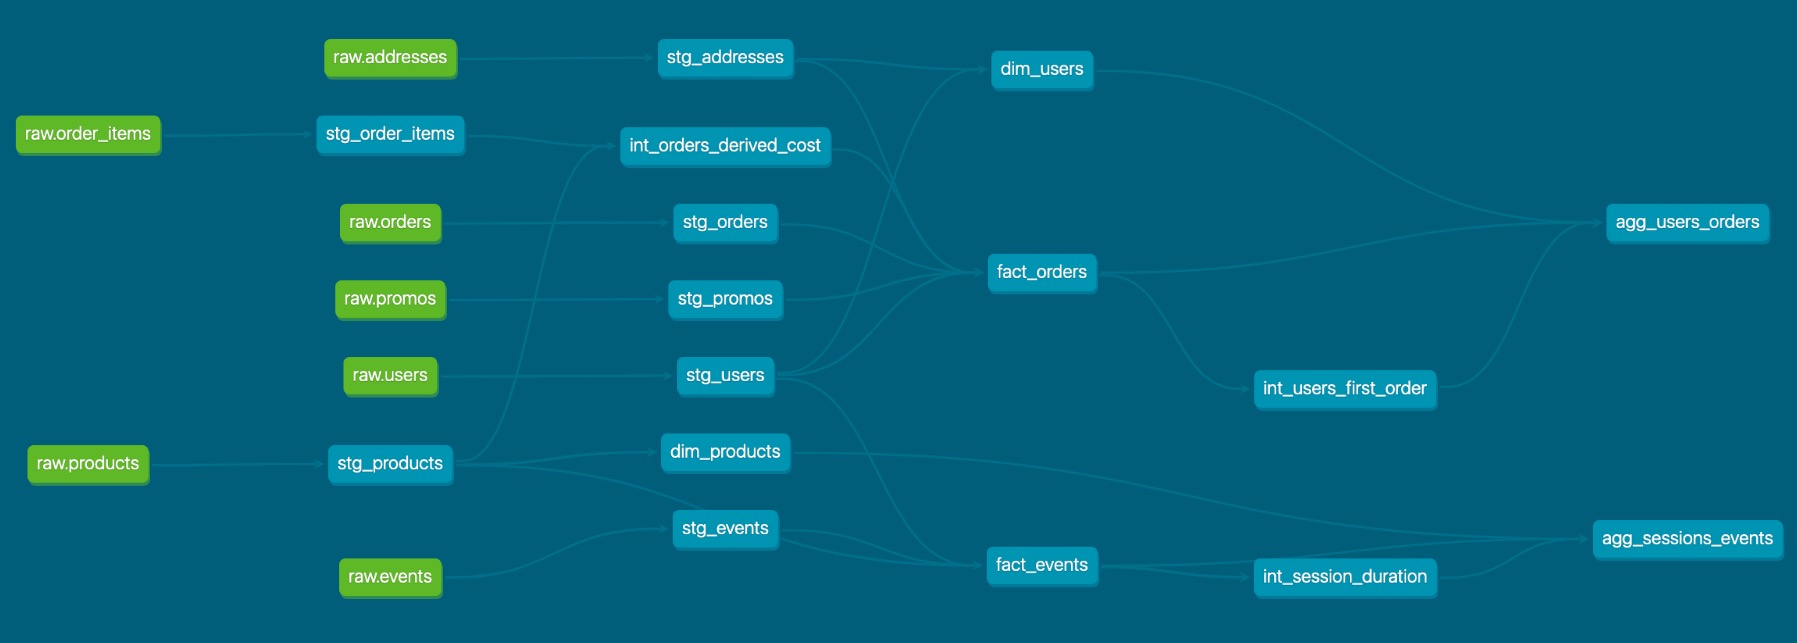 raw.addresses
stg_addresses
dim_users
raw.order_items
stg_order_items
int_orders_derived_cost
raw.orders
stg_orders
agg_users_orders
fact_orders
raw.promos
stg_promos
raw.users
stg_users
int_users_first_order
raw.products
stg_products
dim_products
stg_events
agg_sessions_events
raw.events
fact_events
int_session_duration